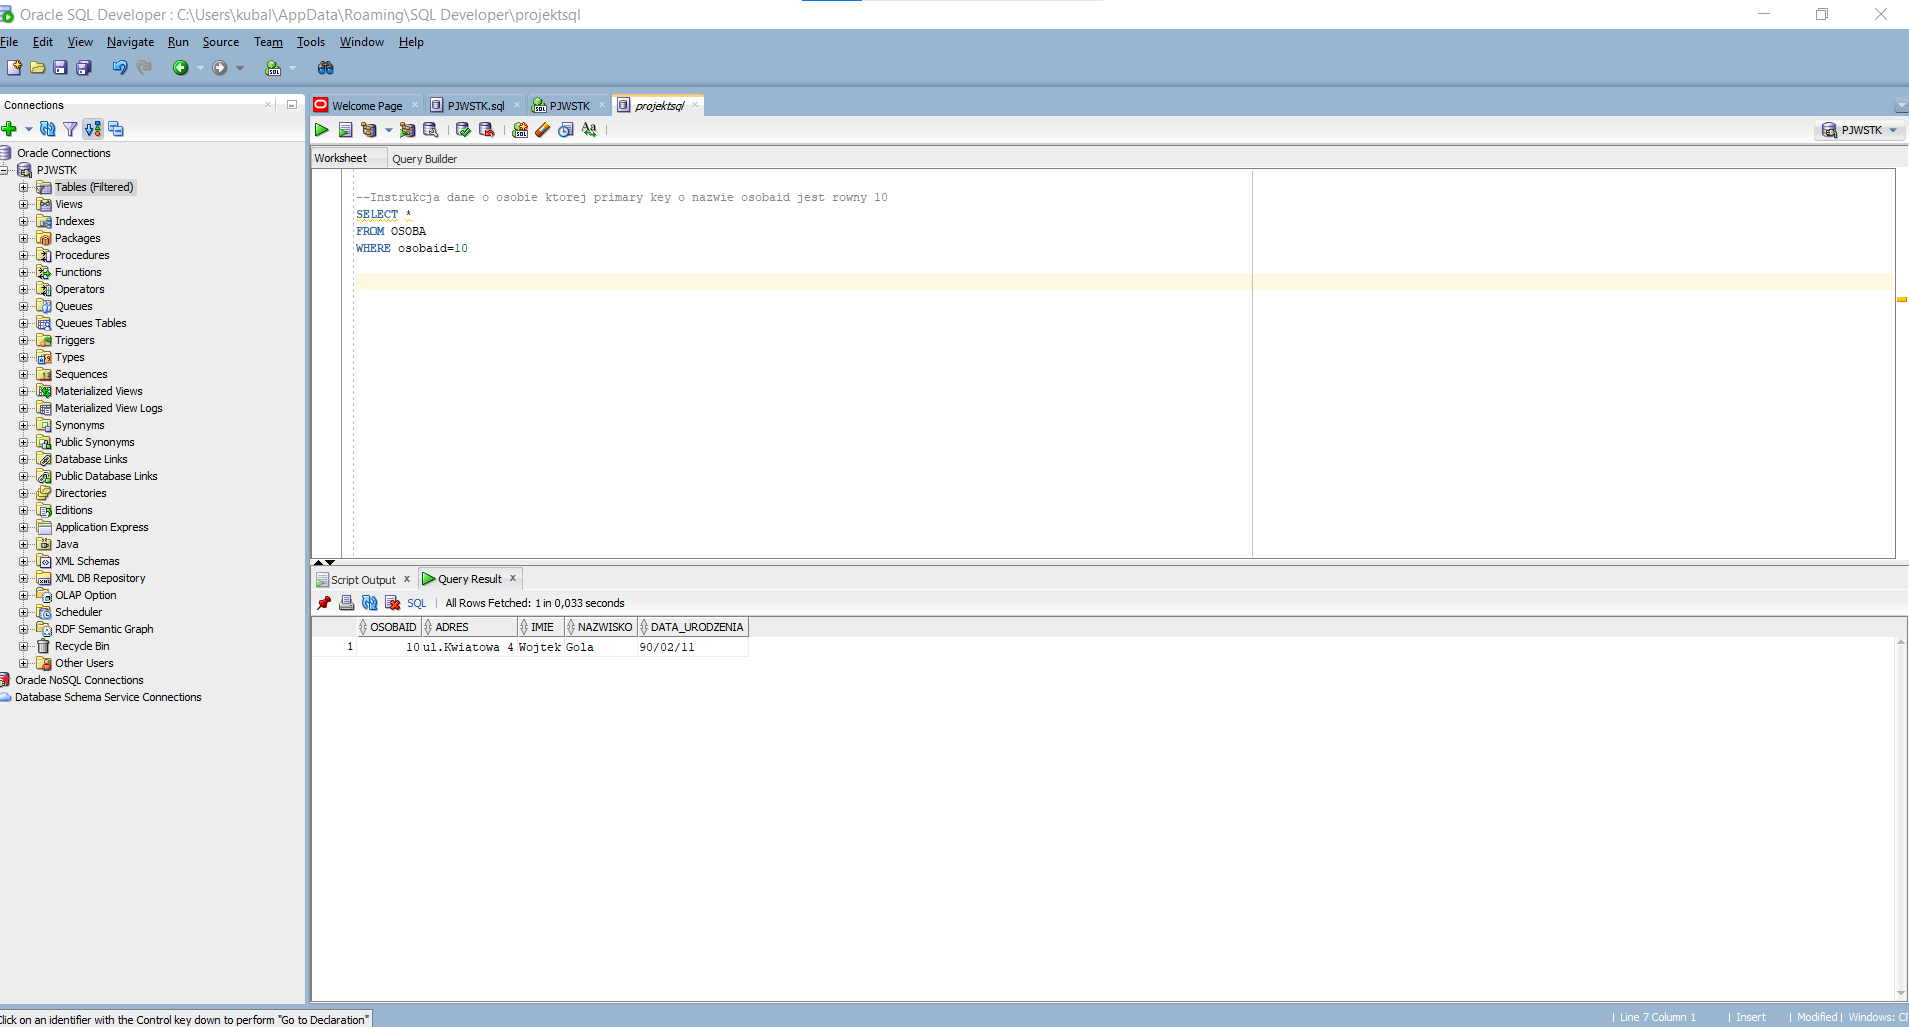 Oracle SQL Developer : C:\Users\kubal\AppData\Roaming\SQL Developer\projektsql
File Edit View Navigate Run Source Team Tools Window Help
Connections
Oracle Connections
PJWSTK
Tables (Filtered)
Views
Indexes
Packages
Procedures
Functions
Operators
Queues
Queues Tables
Triggers
Types
Sequences
Materialized Views
Materialized View Logs
Synonyms
Public Synonyms
Database Links
Public Database Links
Directories
Editions
Application Express
Java
XML Schemas
XML DB Repository
OLAP Option
Scheduler
RDF Semantic Graph
Recycle Bin
Other Users
Oracle NoSQL Connections
Database Schema Service Connections
Welcome Page PJWSTK.sql PJWSTK projektsql
PJWSTK
Worksheet Query Builder
--Instrukcja dane o osobie ktorej primary key o nazwie osobaid jest rowny 10
SELECT *
FROM OSOBA
WHERE osobaid=10
Script Output Query Result
SQL | All Rows Fetched: 1 in 0,033 seconds
OSOBAID ADRES IMIE NAZWISKO DATA_URODZENIA
1 10 ul.Kwiatowa 4 Wojtek Gola 90/02/11
Click on an identifier with the Control key down to perform "Go to Declaration"
| Line 7 Column 1 | Insert | Modified | Windows: